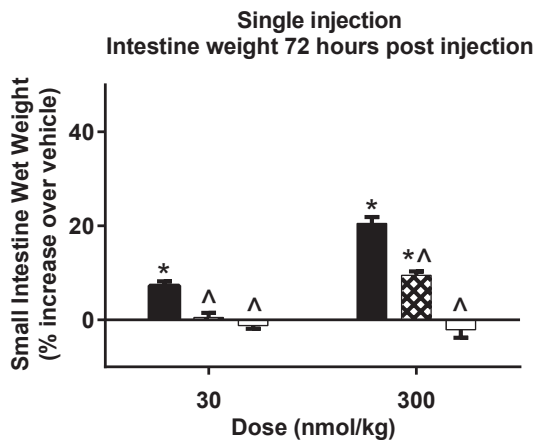 Single injection
Intestine weight 72 hours post injection
Small Intestine Wet Weight
(% increase over vehicle)
40
20
0
*
^
^
*
*^
^
30
300
Dose (nmol/kg)